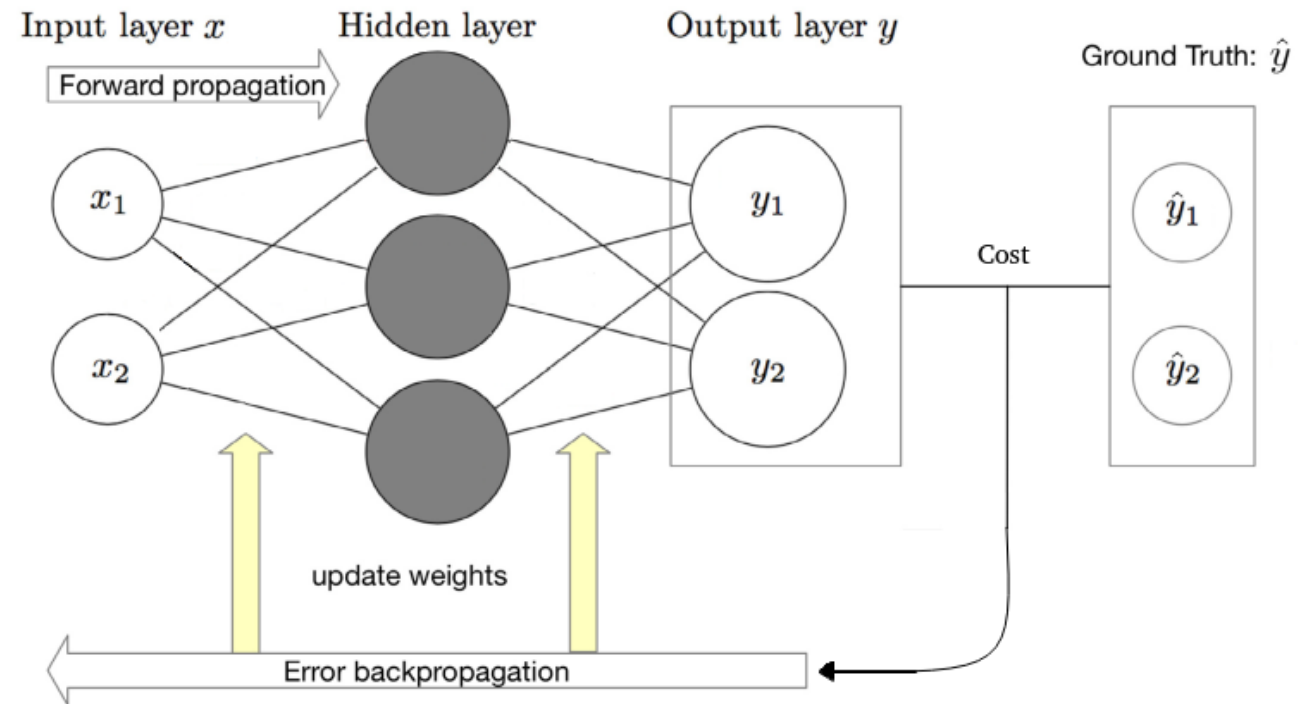 Input layer x
Hidden layer
Output layer y
Ground Truth: ŷ
Forward propagation
x₁
x₂
y₁
y₂
Cost
ŷ₁
ŷ₂
update weights
Error backpropagation